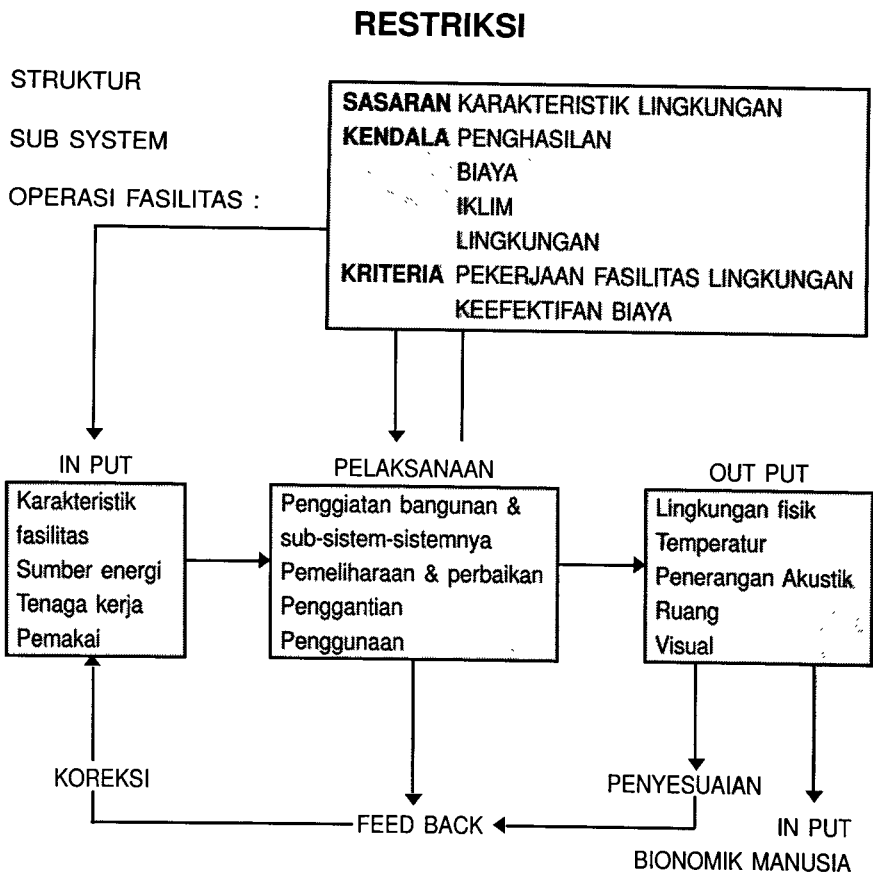 RESTRIKSI
STRUKTUR
SUB SYSTEM
OPERASI FASILITAS :
SASARAN KARAKTERISTIK LINGKUNGAN
KENDALA PENGHASILAN
BIAYA
IKLIM
LINGKUNGAN
KRITERIA PEKERJAAN FASILITAS LINGKUNGAN
KEEFEKTIFAN BIAYA
IN PUT
Karakteristik
fasilitas
Sumber energi
Tenaga kerja
Pemakai
PELAKSANAAN
Penggiatan bangunan &
sub-sistem-sistemnya
Pemeliharaan & perbaikan
Penggantian
Penggunaan
OUT PUT
Lingkungan fisik
Temperatur
Penerangan Akustik
Ruang
Visual
KOREKSI
FEED BACK
PENYESUAIAN
IN PUT
BIONOMIK MANUSIA